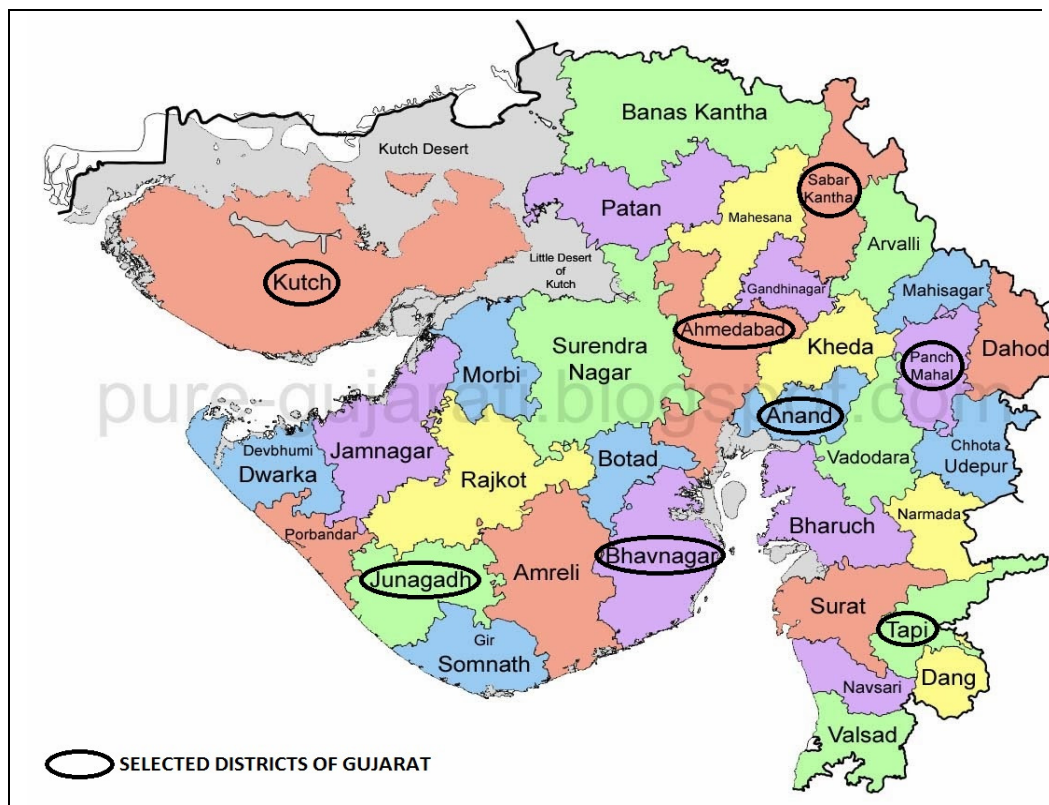 Banas Kantha
Kutch Desert
Sabar
Kantha
Patan
Mahesana
Arvalli
Little Desert
of
Kutch
Kutch
Gandhinagar
Mahisagar
Ahmedabad
Surendra
Nagar
Kheda
Panch
Mahal
Dahod
Morbi
pure-gujarati.blogspot.com
Anand
Devbhumi
Dwarka
Jamnagar
Rajkot
Botad
Vadodara
Chhota
Udepur
Porbandar
Bharuch
Narmada
Junagadh
Amreli
Bhavnagar
Surat
Tapi
Gir
Somnath
Navsari
Dang
Valsad
SELECTED DISTRICTS OF GUJARAT